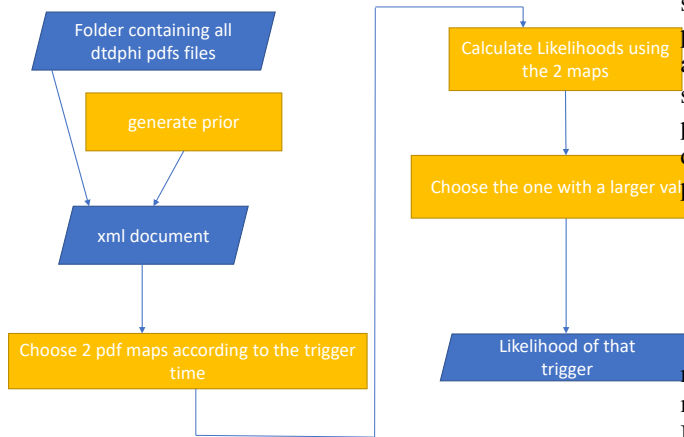 Folder containing all
dtdphi pdfs files
generate prior
xml document
Choose 2 pdf maps according to the trigger
time
Calculate Likelihoods using
the 2 maps
Choose the one with a larger val
Likelihood of that
trigger